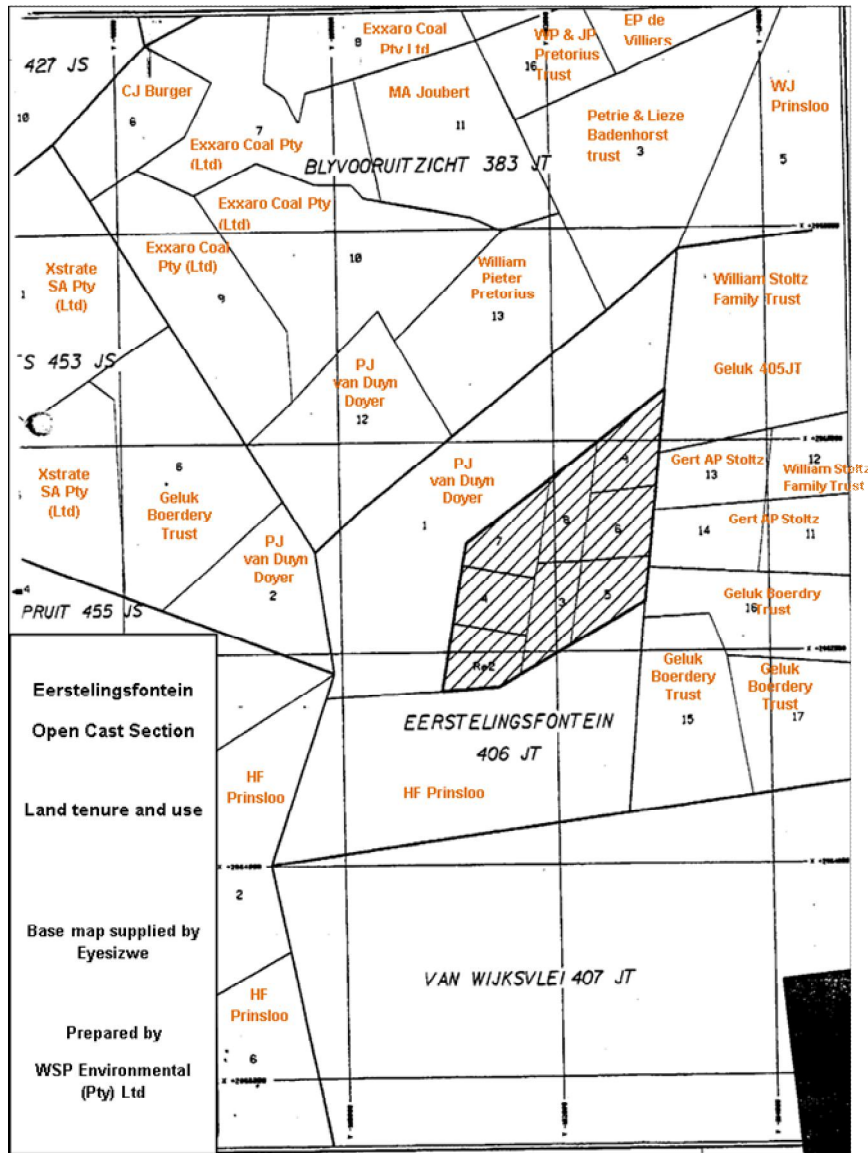 427 JS
10
CJ Burger
6
Exxaro Coal
Pty Ltd
8
WP & JP
Pretorius
Trust
16
EP de
Villiers
MA Joubert
11
7
Exxaro Coal Pty
(Ltd)
Petrie & Lieze
Badenhorst
trust
3
WJ
Prinsloo
5
BLYVOORUITZICHT 383 JT
Exxaro Coal Pty
(Ltd)
Exxaro Coal
Pty (Ltd)
9
10
William
Pieter
Pretorius
13
Xstrate
SA Pty
(Ltd)
1
William Stoltz
Family Trust
Geluk 405JT
S 453 JS
PJ
van Duyn
Doyer
12
6
Geluk
Boerdery
Trust
Xstrate
SA Pty
(Ltd)
PJ
van Duyn
Doyer
1
PJ
van Duyn
Doyer
2
7
8
9
6
4
3
5
Re2
Gert AP Stoltz
13
12
William Stoltz
Family Trust
Gert AP Stoltz
14
11
Geluk Boerdry
Trust
16
Geluk
Boerdery
Trust
15
Geluk
Boerdery
Trust
17
4
PRUIT 455 JS
EERSTELINGSFONTEIN
406 JT
HF Prinsloo
HF
Prinsloo
2
VAN WIJKSVLEI 407 JT
HF
Prinsloo
6
Eerstelingsfontein
Open Cast Section
Land tenure and use
Base map supplied by
Eyesizwe
Prepared by
WSP Environmental
(Pty) Ltd